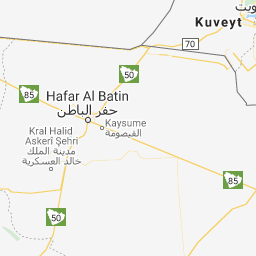 ويت
Kuveyt
70
50
85
Hafar Al Batin
حفر الباطن
Kaysume
القيصومة
Kral Halid
Askeri Şehri
مدينة الملك
خالد العسكرية
85
50